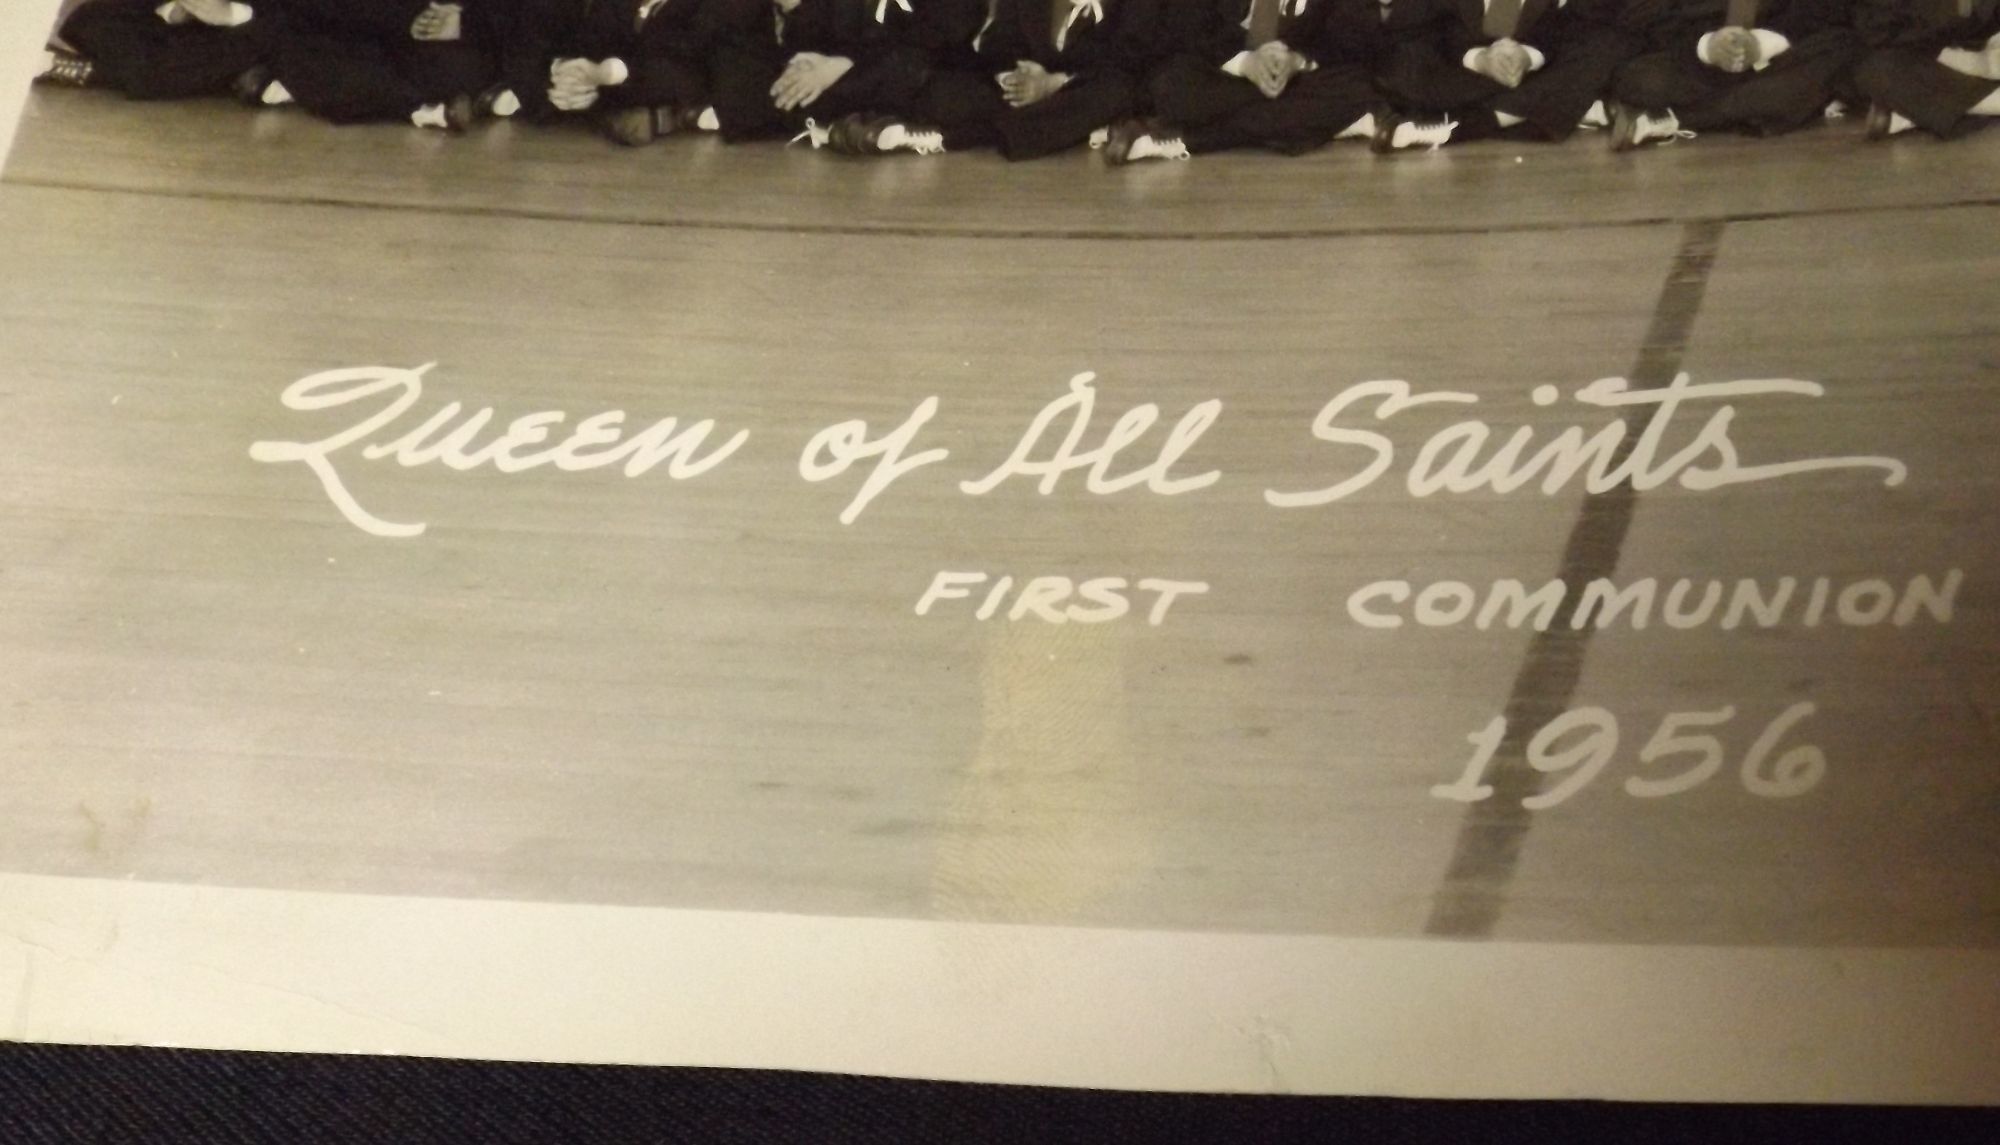 Queen of All Saints
FIRST COMMUNION
1956